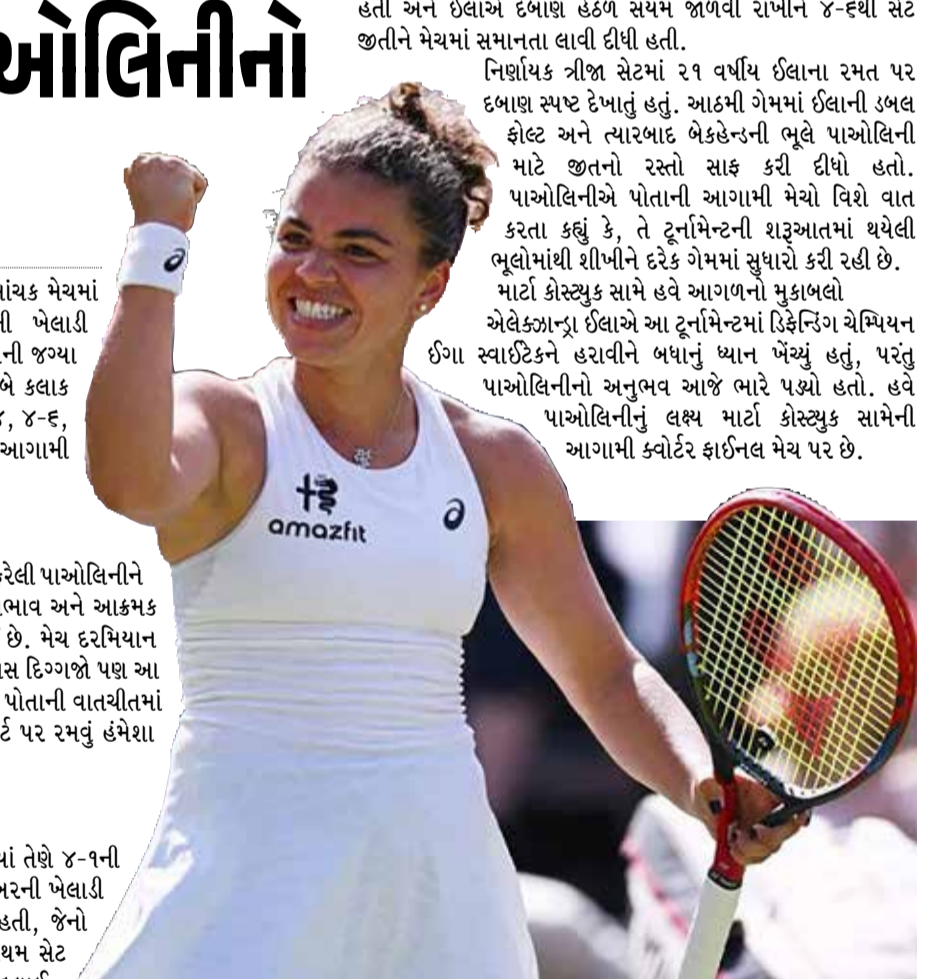 ઓલિનીનો
હતી અને ઈલાએ દબાણ હેઠળ સંયમ જાળવી રાખીને ૪-૬થી સેટ
જીતીને મેચમાં સમાનતા લાવી દીધી હતી.
નિર્ણાયક ત્રીજા સેટમાં ૨૧ વર્ષીય ઈલાના રમત પર
દબાણ સ્પષ્ટ દેખાતું હતું. આઠમી ગેમમાં ઈલાની ડબલ
ફોલ્ટ અને ત્યારબાદ બેકહેન્ડની ભૂલે પાઓલિની
માટે જીતનો રસ્તો સાફ કરી દીધો હતો.
પાઓલિનીએ પોતાની આગામી મેચો વિશે વાત
કરતા કહ્યું કે, તે ટૂર્નામેન્ટની શરૂઆતમાં થયેલી
ભૂલોમાંથી શીખીને દરેક ગેમમાં સુધારો કરી રહી છે.
માર્ટા કોસ્ટ્યુક સામે હવે આગળનો મુકાબલો
એલેક્ઝાન્ડ્રા ઈલાએ આ ટૂર્નામેન્ટમાં ડિફેન્ડિંગ ચેમ્પિયન
ઈગા સ્વાઈટેકને હરાવીને બધાનું ધ્યાન ખેંચ્યું હતું, પરંતુ
પાઓલિનીનો અનુભવ આજે ભારે પડ્યો હતો. હવે
પાઓલિનીનું લક્ષ્ય માર્ટા કોસ્ટ્યુક સામેની
આગામી ક્વોર્ટર ફાઈનલ મેચ પર છે.
મેચમાં
ખેલાડી
ની જગ્યા
બે કલાક
૪, ૪-૬,
આગામી
રેલી પાઓલિનીને
ભાવ અને આક્રમક
છે. મેચ દરમિયાન
સ દિગ્ગજો પણ આ
પોતાની વાતચીતમાં
ર્ટ પર રમવું હંમેશા
યાં તેણે ૪-૧ની
બરની ખેલાડી
હતી, જેનો
થમ સેટ
amazfit